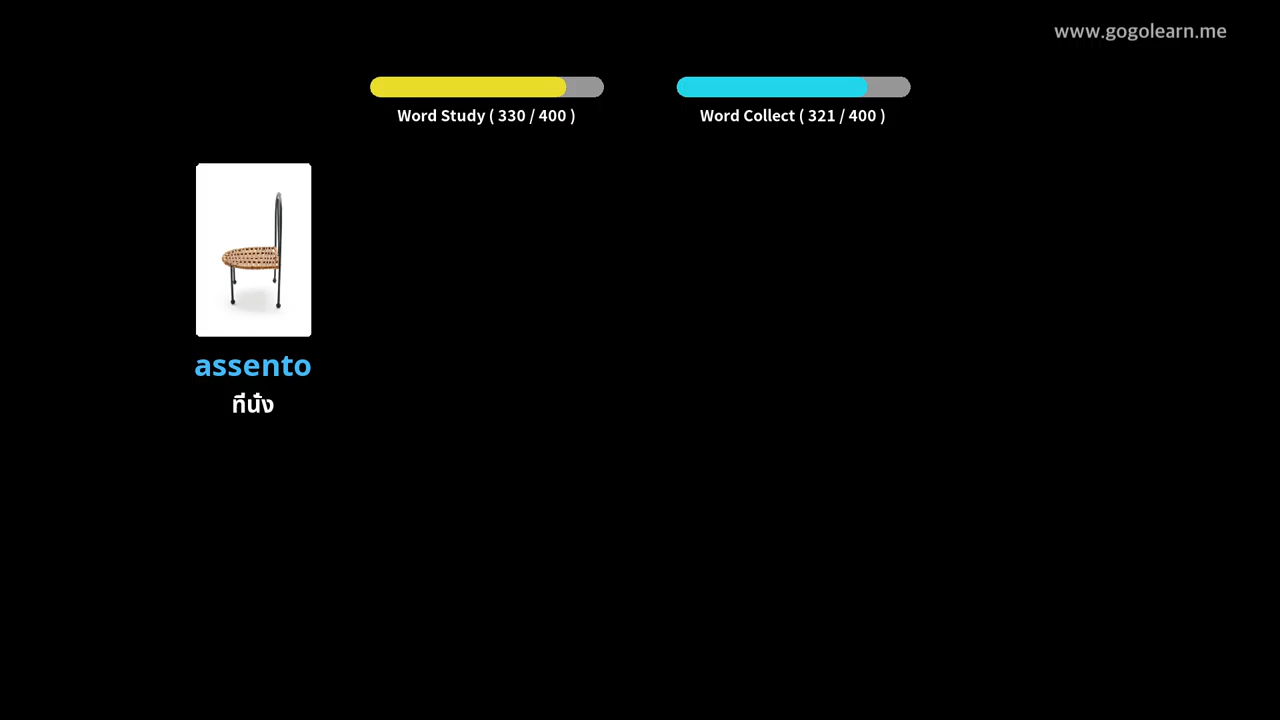 www.gogolearn.me
Word Study ( 330 / 400 )
Word Collect ( 321 / 400 )
assento
ที่นั่ง